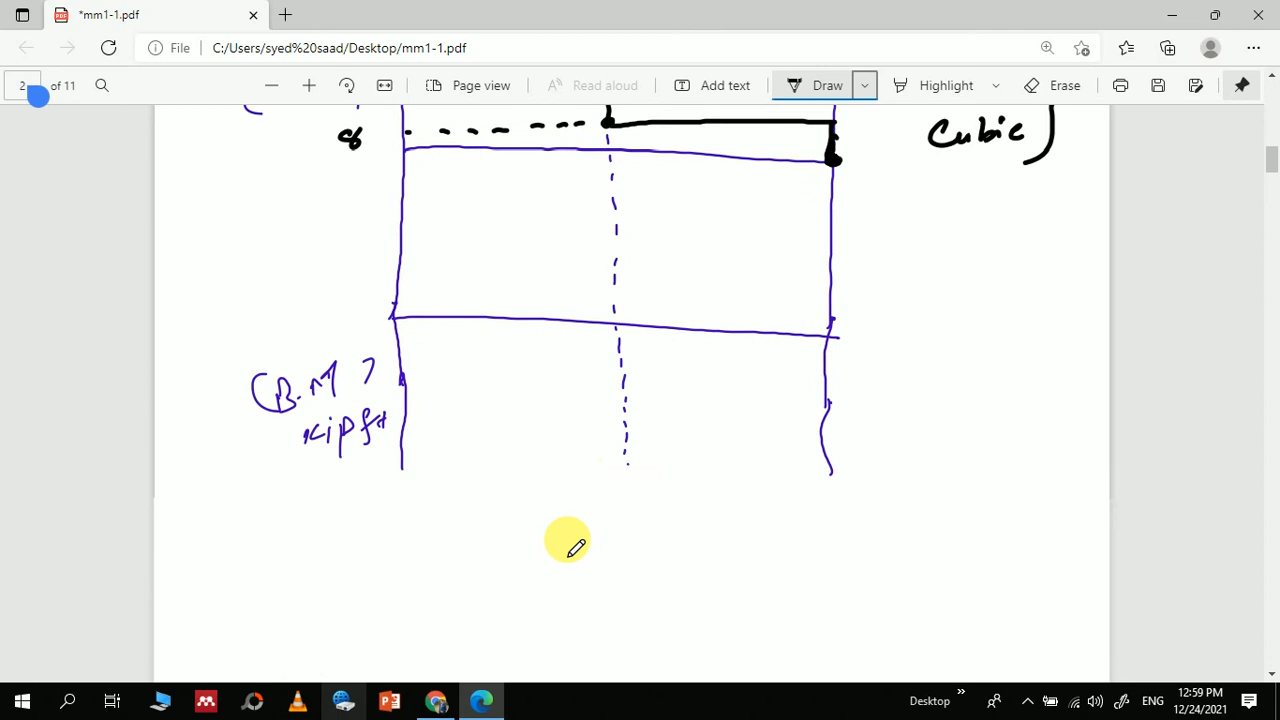 *mm1-1.pdf
File C:/Users/syed%20saad/Desktop/mm1-1.pdf
2 of 11 Page view Read aloud Add text Draw Highlight Erase
8 Cubic)
(B.M)
kip ft
Desktop ENG 12:59 PM
12/24/2021